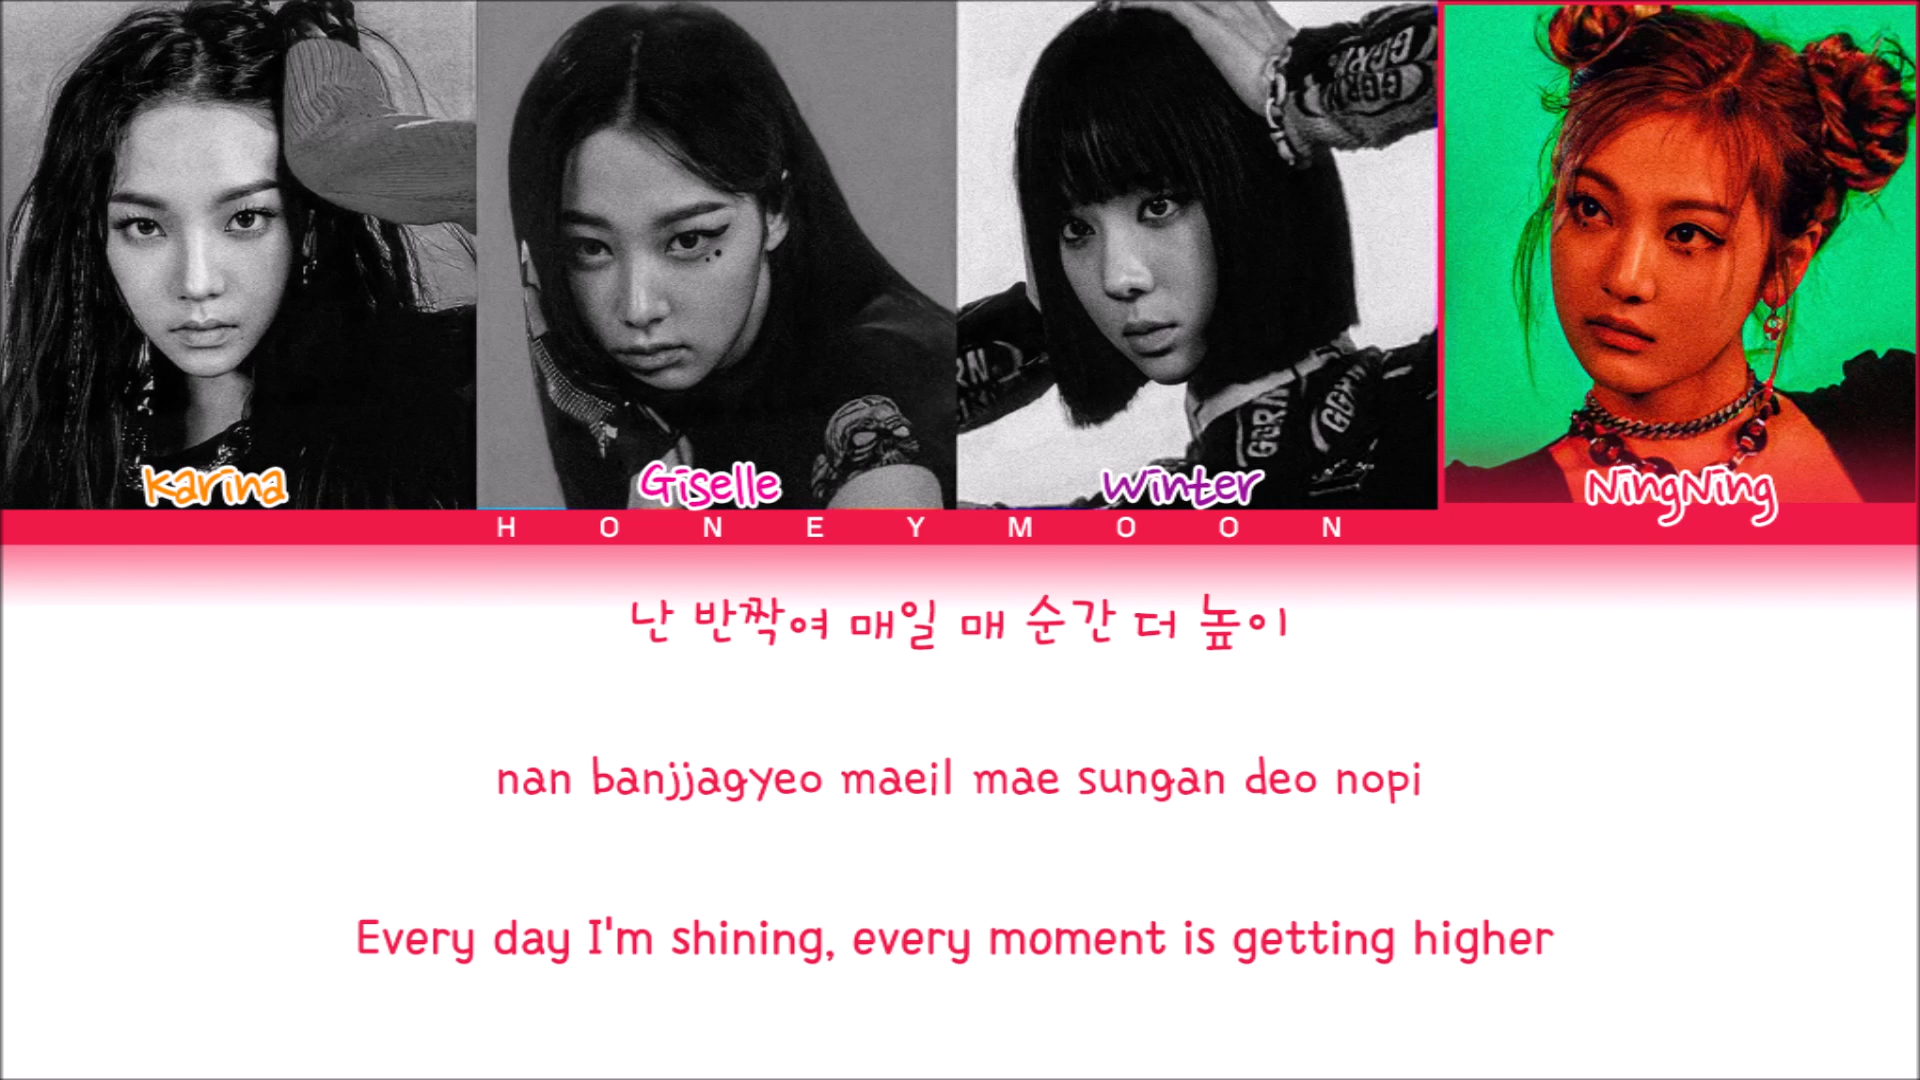 Karina
Giselle
Winter
NingNing
HONEYMOON
난 반짝여 매일 매 순간 더 높이
nan banjjagyeo maeil mae sungan deo nopi
Every day I'm shining, every moment is getting higher